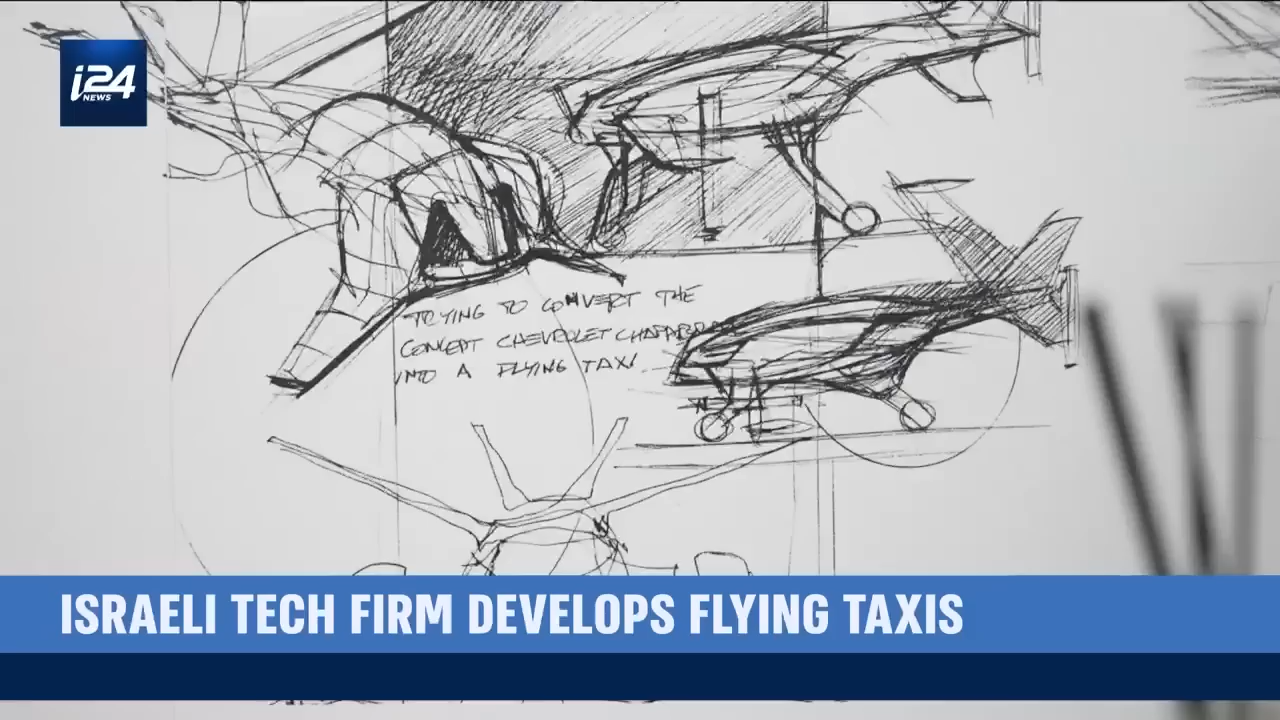 i24
NEWS
TRYING TO CONVERT THE
CONCEPT CHEVROLET
INTO A FLYING TAXI
ISRAELI TECH FIRM DEVELOPS FLYING TAXIS